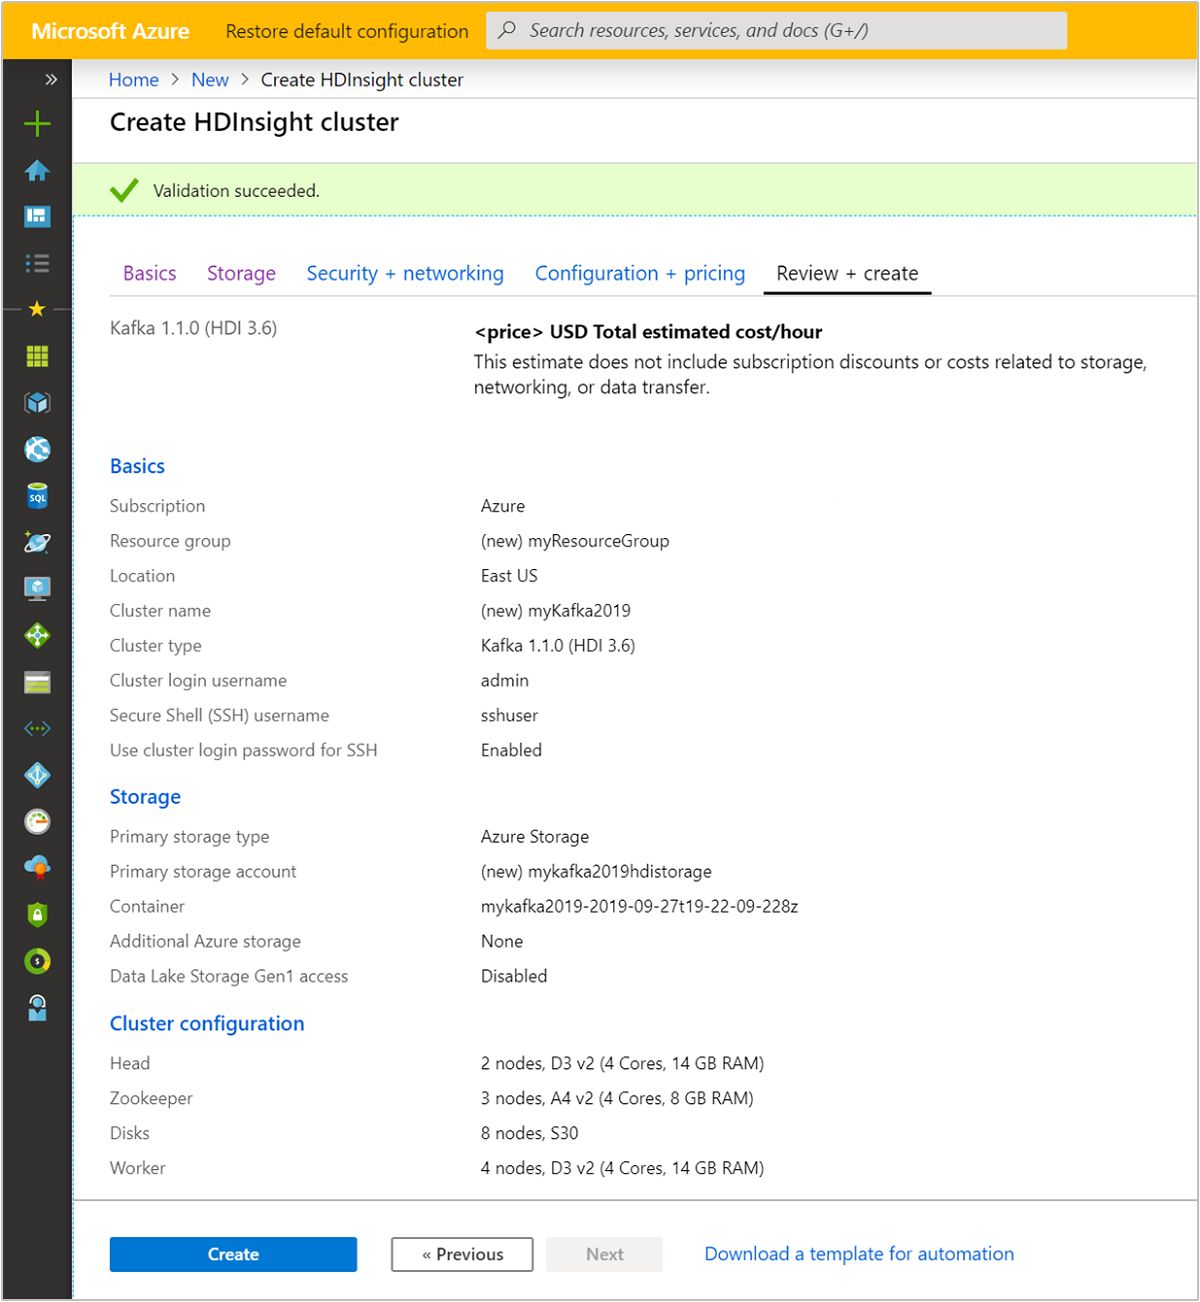 Microsoft Azure Restore default configuration Search resources, services, and docs (G+/)
» Home > New > Create HDInsight cluster
Create HDInsight cluster
Validation succeeded.
Basics Storage Security + networking Configuration + pricing Review + create
Kafka 1.1.0 (HDI 3.6) <price> USD Total estimated cost/hour
This estimate does not include subscription discounts or costs related to storage,
networking, or data transfer.
Basics
Subscription Azure
Resource group (new) myResourceGroup
Location East US
Cluster name (new) myKafka2019
Cluster type Kafka 1.1.0 (HDI 3.6)
Cluster login username admin
Secure Shell (SSH) username sshuser
Use cluster login password for SSH Enabled
Storage
Primary storage type Azure Storage
Primary storage account (new) mykafka2019hdistorage
Container mykafka2019-2019-09-27t19-22-09-228z
Additional Azure storage None
Data Lake Storage Gen1 access Disabled
Cluster configuration
Head 2 nodes, D3 v2 (4 Cores, 14 GB RAM)
Zookeeper 3 nodes, A4 v2 (4 Cores, 8 GB RAM)
Disks 8 nodes, S30
Worker 4 nodes, D3 v2 (4 Cores, 14 GB RAM)
Create « Previous Next Download a template for automation
SQL
$